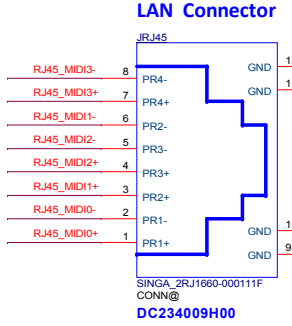 LAN Connector
JRJ45
RJ45_MIDI3- 8 PR4- GND 1
RJ45_MIDI3+ 7 PR4+ GND 1
RJ45_MIDI1- 6 PR2-
RJ45_MIDI2- 5 PR3-
RJ45_MIDI2+ 4 PR3+
RJ45_MIDI1+ 3 PR2+
RJ45_MIDI0- 2 PR1- GND 1
RJ45_MIDI0+ 1 PR1+ GND 9
SINGA_2RJ1660-000111F
CONN@
DC234009H00